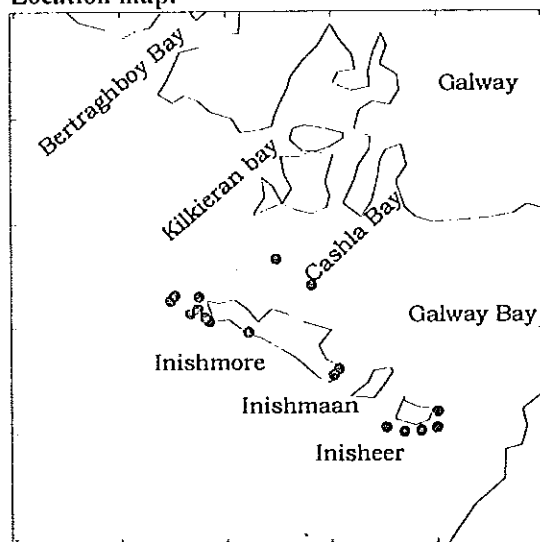 Location map:
Bertraghboy Bay
Galway
Kilkieran bay
Cashla Bay
Galway Bay
Inishmore
Inishmaan
Inisheer